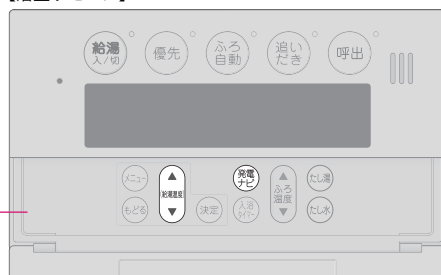 給湯
入/切
優先
ふろ
自動
追い
だき
呼出
メニュー
給湯温度
発電
ナビ
ふろ
温度
たし湯
もどる
決定
入浴
タイマー
たし水